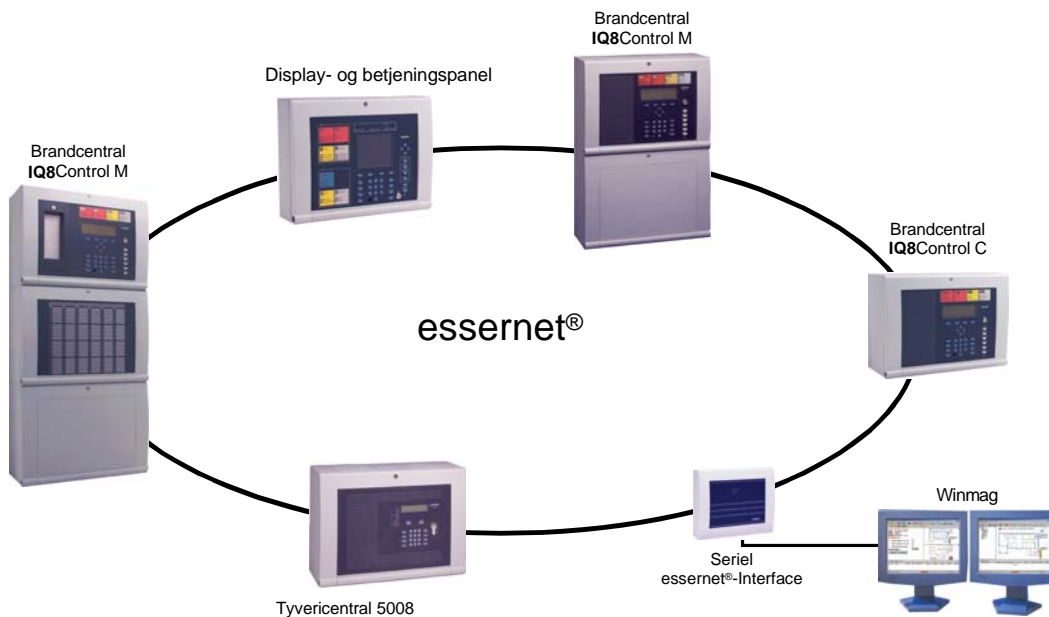 Brandcentral
IQ8Control M
Display- og betjeningspanel
Brandcentral
IQ8Control M
Brandcentral
IQ8Control C
essernet®
Winmag
Seriel
essernet®-Interface
Tyvericentral 5008